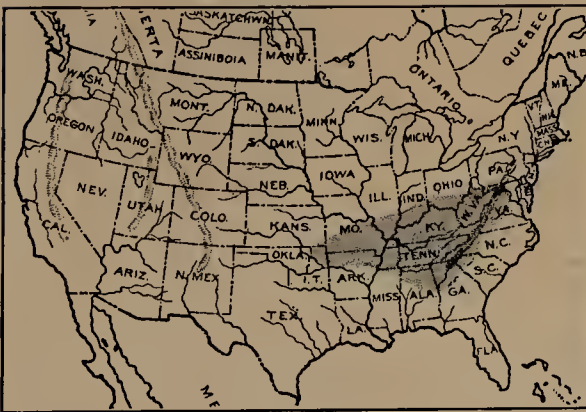 SASKATCHWN
ASSINIBOIA
MANIT.
ONTARIO
QUEBEC
N.B.
WASH.
MONT.
N. DAK.
MINN.
ME.
VT.
OREGON
IDAHO
WYO.
S. DAK.
WIS.
MICH.
N.Y
MASS
NEV.
UTAH
COLO.
NEB.
IOWA
ILL.
IND.
OHIO
PA.
CAL.
KANS.
MO.
KY.
VA.
ARIZ.
N. MEX
OKLA.
I.T.
ARK.
TENN.
N.C.
S.C.
TEX.
LA.
MISS
ALA.
GA.
FLA.